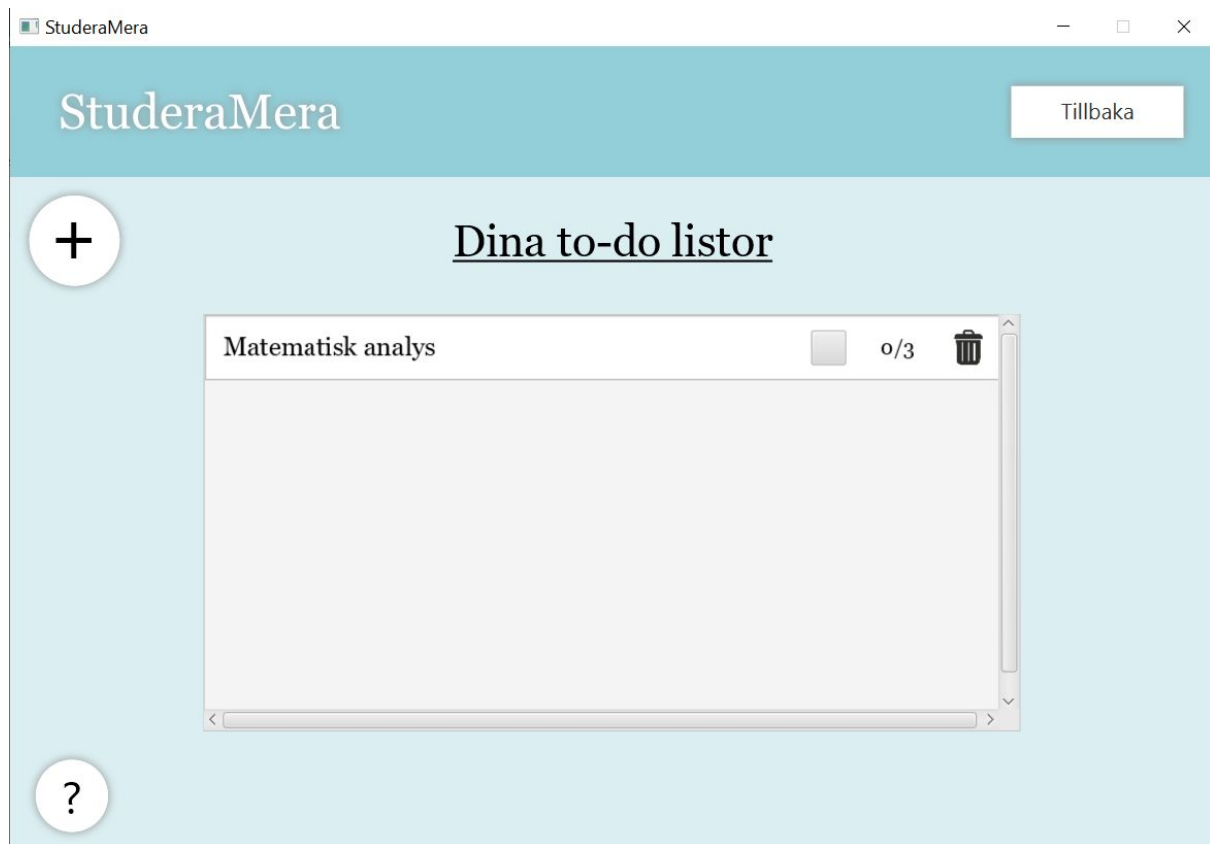 StuderaMera
StuderaMera
Tillbaka
+
Dina to-do listor
Matematisk analys 0/3
?